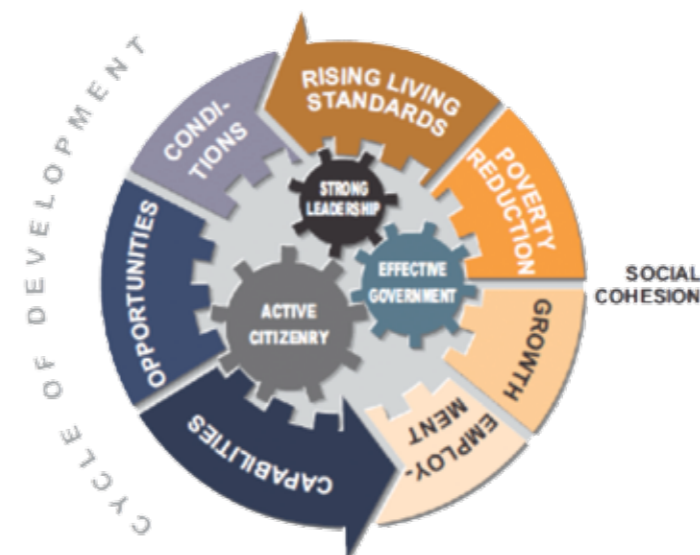 CYCLE OF DEVELOPMENT
RISING LIVING
STANDARDS
POVERTY
REDUCTION
SOCIAL
COHESION
GROWTH
EMPLOY-
MENT
CAPABILITIES
OPPORTUNITIES
CONDI-
TIONS
STRONG
LEADERSHIP
EFFECTIVE
GOVERNMENT
ACTIVE
CITIZENRY